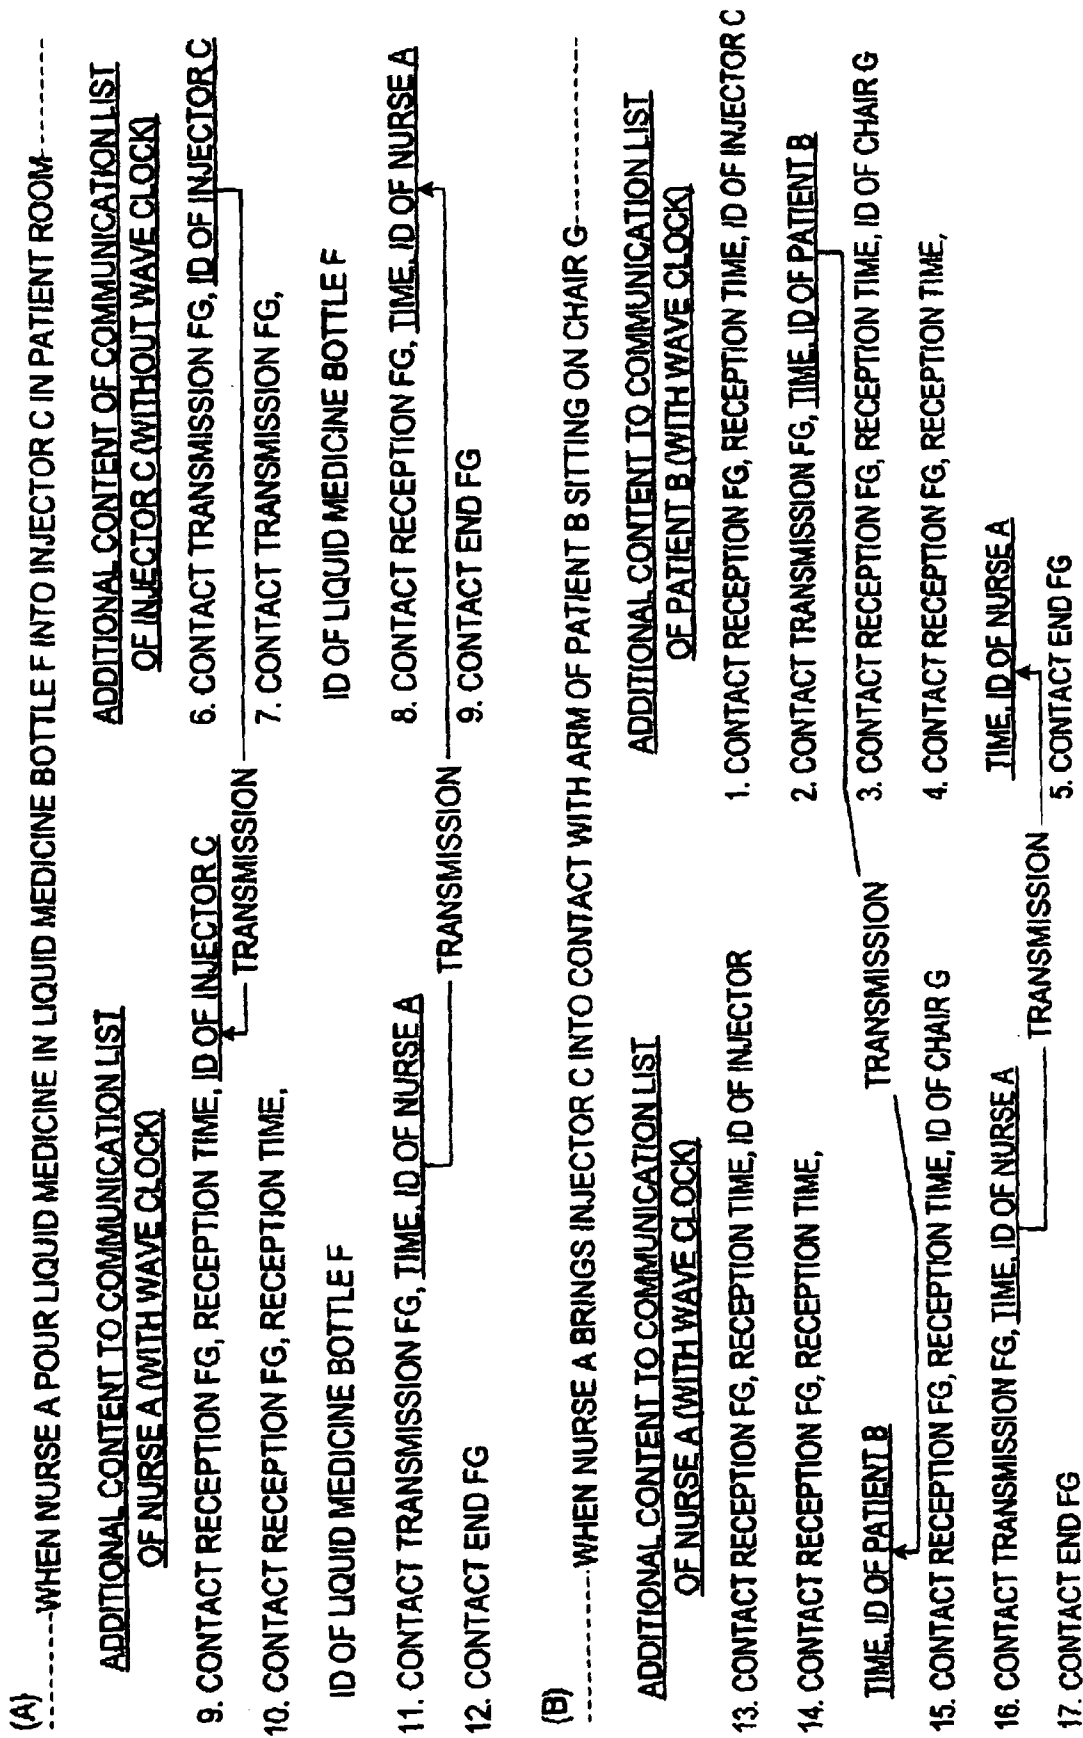 (A)
--------WHEN NURSE A POUR LIQUID MEDICINE IN LIQUID MEDICINE BOTTLE F INTO INJECTOR C IN PATIENT ROOM---------
ADDITIONAL CONTENT TO COMMUNICATION LIST
OF NURSE A (WITH WAVE CLOCK)
9. CONTACT RECEPTION FG, RECEPTION TIME, ID OF INJECTOR C
10. CONTACT RECEPTION FG, RECEPTION TIME,
ID OF LIQUID MEDICINE BOTTLE F
11. CONTACT TRANSMISSION FG, TIME, ID OF NURSE A
12. CONTACT END FG
TRANSMISSION
TRANSMISSION
ADDITIONAL CONTENT OF COMMUNICATION LIST
OF INJECTOR C (WITHOUT WAVE CLOCK)
6. CONTACT TRANSMISSION FG, ID OF INJECTOR C
7. CONTACT TRANSMISSION FG,
ID OF LIQUID MEDICINE BOTTLE F
8. CONTACT RECEPTION FG, TIME, ID OF NURSE A
9. CONTACT END FG
(B)
----------WHEN NURSE A BRINGS INJECTOR C INTO CONTACT WITH ARM OF PATIENT B SITTING ON CHAIR G------------
ADDITIONAL CONTENT TO COMMUNICATION LIST
OF NURSE A (WITH WAVE CLOCK)
13. CONTACT RECEPTION FG, RECEPTION TIME, ID OF INJECTOR
14. CONTACT RECEPTION FG, RECEPTION TIME,
TIME, ID OF PATIENT B
15. CONTACT RECEPTION FG, RECEPTION TIME, ID OF CHAIR G
16. CONTACT TRANSMISSION FG, TIME, ID OF NURSE A
17. CONTACT END FG
TRANSMISSION
TRANSMISSION
ADDITIONAL CONTENT TO COMMUNICATION LIST
OF PATIENT B (WITH WAVE CLOCK)
1. CONTACT RECEPTION FG, RECEPTION TIME, ID OF INJECTOR C
2. CONTACT TRANSMISSION FG, TIME, ID OF PATIENT B
3. CONTACT RECEPTION FG, RECEPTION TIME, ID OF CHAIR G
4. CONTACT RECEPTION FG, RECEPTION TIME,
TIME, ID OF NURSE A
5. CONTACT END FG